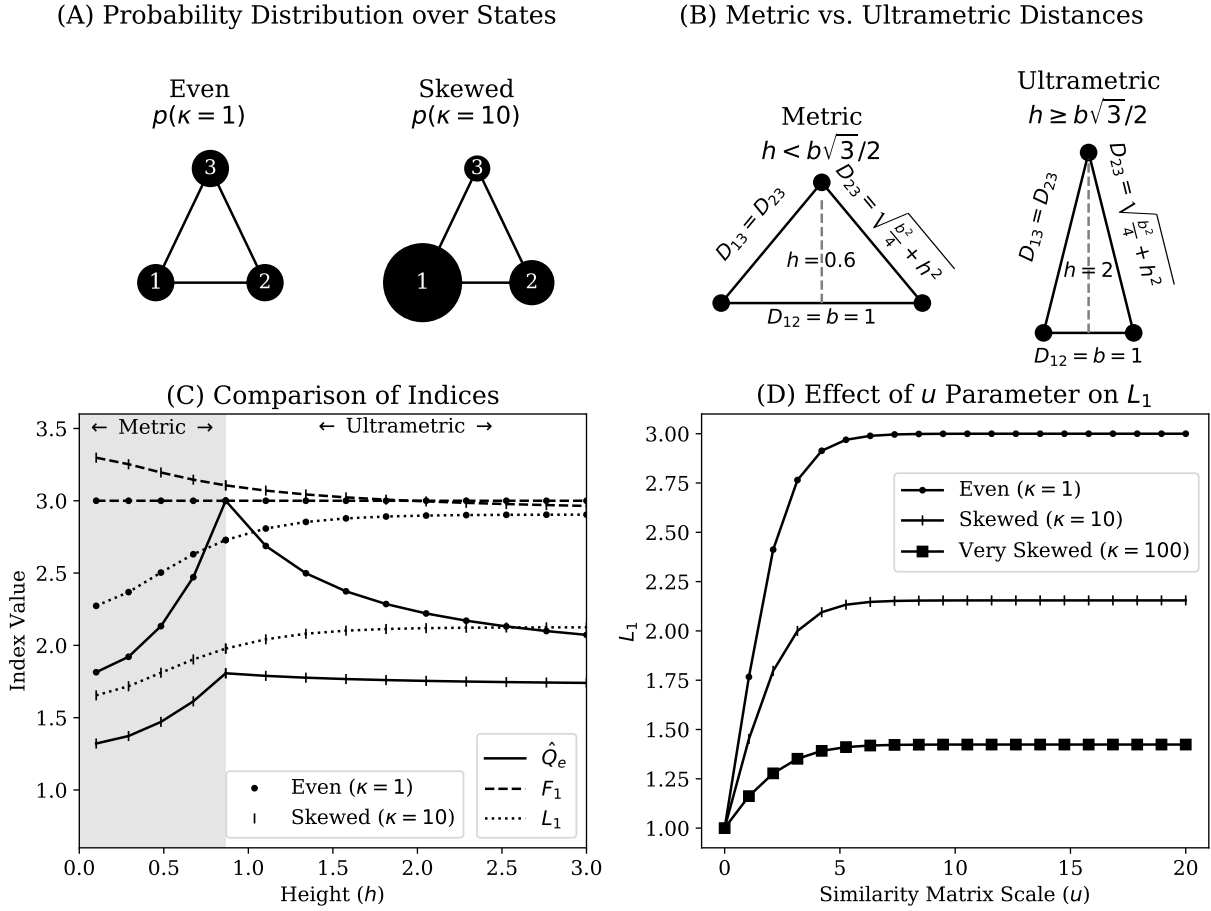 (A) Probability Distribution over States
Even
p(κ = 1)
3
1
2
Skewed
p(κ = 10)
3
1
2
(B) Metric vs. Ultrametric Distances
Metric
h < b√3/2
D₁₃ = D₂₃
D₂₃ = √(b²/4 + h²)
h = 0.6
D₁₂ = b = 1
Ultrametric
h ≥ b√3/2
D₁₃ = D₂₃
D₂₃ = √(b²/4 + h²)
h = 2
D₁₂ = b = 1
(C) Comparison of Indices
← Metric →
← Ultrametric →
3.5
3.0
2.5
2.0
1.5
1.0
Index Value
Even (κ = 1)
Skewed (κ = 10)
Q̂ₑ
F₁
L₁
0.0
0.5
1.0
1.5
2.0
2.5
3.0
Height (h)
(D) Effect of u Parameter on L₁
3.00
2.75
2.50
2.25
2.00
1.75
1.50
1.25
1.00
L₁
Even (κ = 1)
Skewed (κ = 10)
Very Skewed (κ = 100)
0
5
10
15
20
Similarity Matrix Scale (u)